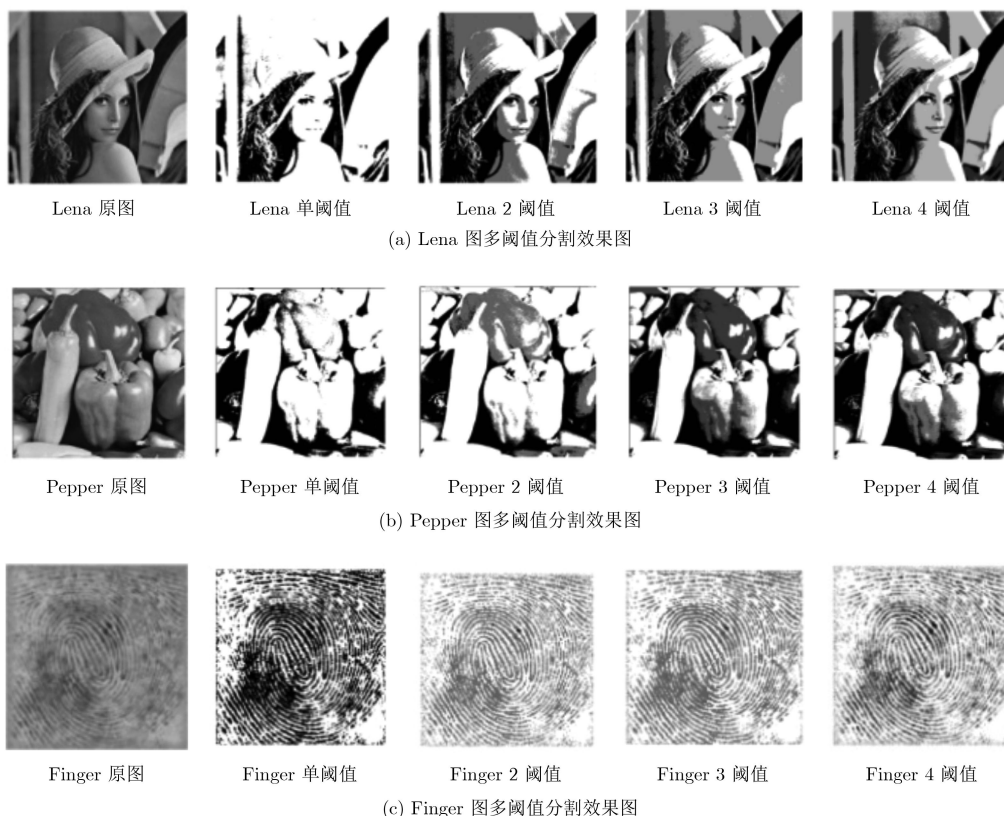 Lena 原图 Lena 单阈值 Lena 2 阈值 Lena 3 阈值 Lena 4 阈值
(a) Lena 图多阈值分割效果图
Pepper 原图 Pepper 单阈值 Pepper 2 阈值 Pepper 3 阈值 Pepper 4 阈值
(b) Pepper 图多阈值分割效果图
Finger 原图 Finger 单阈值 Finger 2 阈值 Finger 3 阈值 Finger 4 阈值
(c) Finger 图多阈值分割效果图